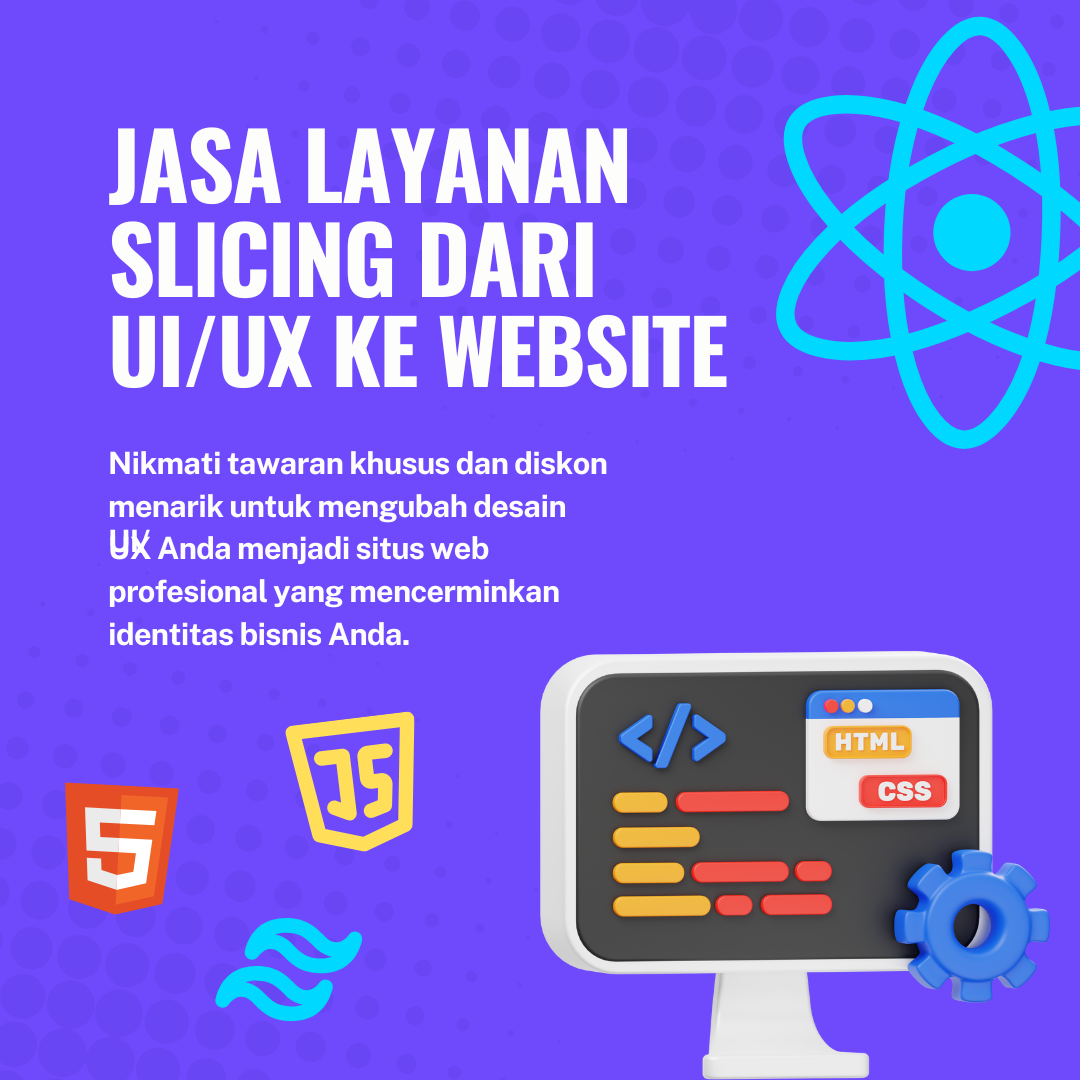 JASA LAYANAN
SLICING DARI
UI/UX KE WEBSITE
Nikmati tawaran khusus dan diskon
menarik untuk mengubah desain
UX Anda menjadi situs web
profesional yang mencerminkan
identitas bisnis Anda.
JS
5
</>
HTML
CSS